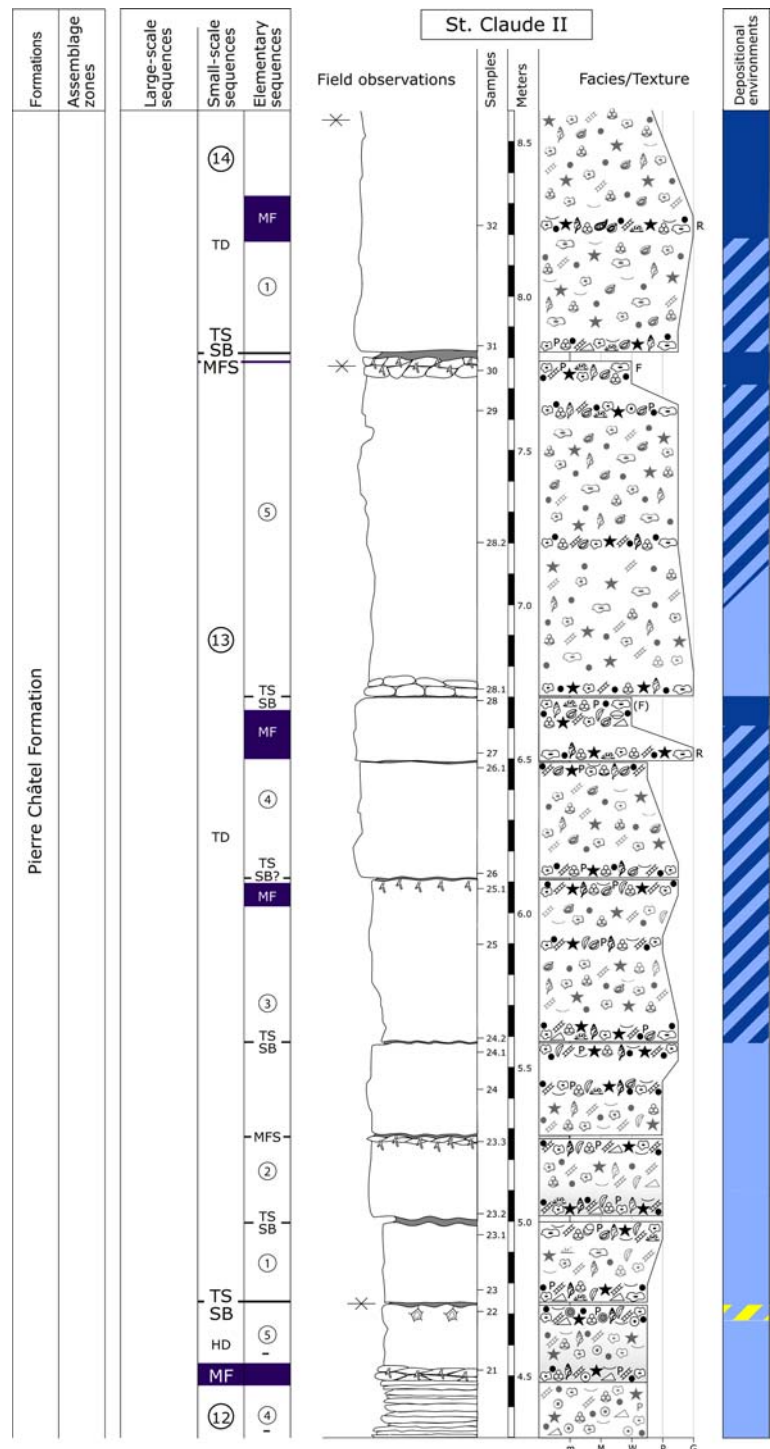 St. Claude II
Formations
Assemblage
zones
Large-scale
sequences
Small-scale
sequences
Elementary
sequences
Field observations
Samples
Meters
Facies/Texture
Depositional
environments
Pierre Châtel Formation
14
MF
TD
1
TS
SB
MFS
5
13
TS
SB
MF
4
TD
TS
SB?
MF
3
TS
SB
MFS
2
TS
SB
1
TS
SB
5
-
HD
MF
12
4
-
32
31
30
29
28.2
28.1
28
27
26.1
26
25.1
25
24.2
24.1
24
23.3
23.2
23.1
23
22
21
8.5
8.0
7.5
7.0
6.5
6.0
5.5
5.0
4.5
R
F
(F)
R
m
M
W
P
G